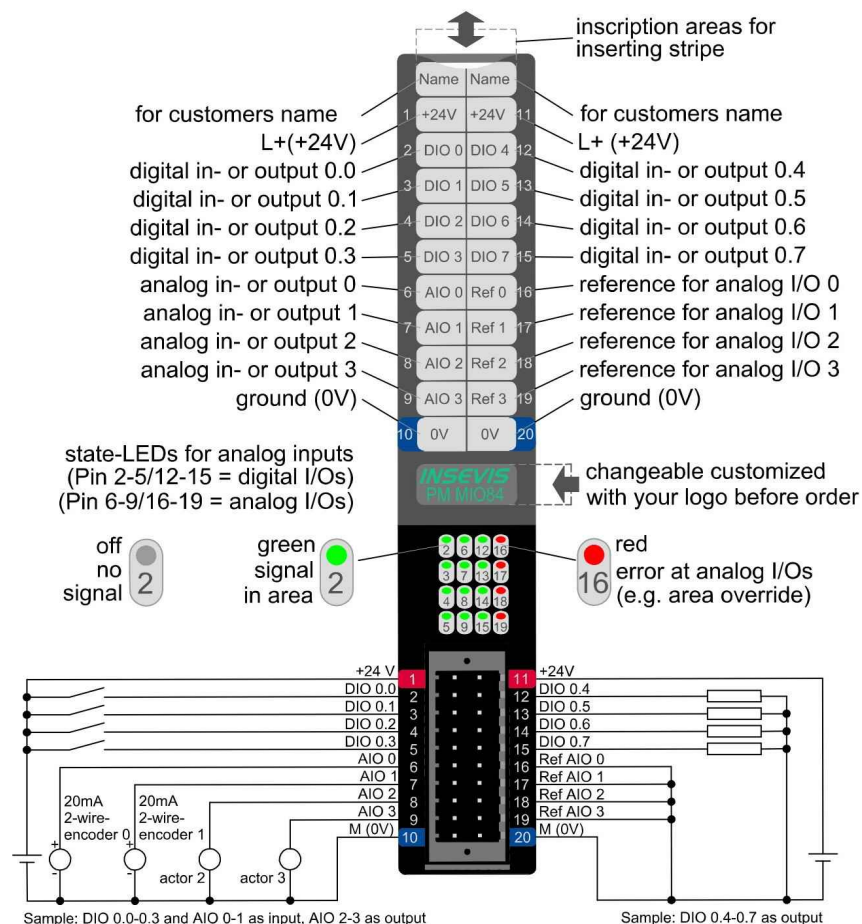 inscription areas for
inserting stripe
Name Name
for customers name
for customers name
1 +24V +24V 11
L+(+24V)
L+ (+24V)
2 DIO 0 DIO 4 12
digital in- or output 0.0
digital in- or output 0.4
3 DIO 1 DIO 5 13
digital in- or output 0.1
digital in- or output 0.5
4 DIO 2 DIO 6 14
digital in- or output 0.2
digital in- or output 0.6
5 DIO 3 DIO 7 15
digital in- or output 0.3
digital in- or output 0.7
6 AIO 0 Ref 0 16
analog in- or output 0
reference for analog I/O 0
7 AIO 1 Ref 1 17
analog in- or output 1
reference for analog I/O 1
8 AIO 2 Ref 2 18
analog in- or output 2
reference for analog I/O 2
9 AIO 3 Ref 3 19
analog in- or output 3
reference for analog I/O 3
10 0V 0V 20
ground (0V)
ground (0V)
state-LEDs for analog inputs
(Pin 2-5/12-15 = digital I/Os)
(Pin 6-9/16-19 = analog I/Os)
INSEVIS
PM MIO84
changeable customized
with your logo before order
off
no
signal
2
green
signal
in area
2
2 6 12 16
3 7 13 17
4 8 14 18
5 9 15 19
16
red
error at analog I/Os
(e.g. area override)
+24 V 1 11 +24V
DIO 0.0 2 12 DIO 0.4
DIO 0.1 3 13 DIO 0.5
DIO 0.2 4 14 DIO 0.6
DIO 0.3 5 15 DIO 0.7
AIO 0 6 16 Ref AIO 0
AIO 1 7 17 Ref AIO 1
AIO 2 8 18 Ref AIO 2
AIO 3 9 19 Ref AIO 3
M (0V) 10 20 M (0V)
20mA
2-wire-
encoder 0
+
-
20mA
2-wire-
encoder 1
+
-
actor 2
actor 3
Sample: DIO 0.0-0.3 and AIO 0-1 as input, AIO 2-3 as output
Sample: DIO 0.4-0.7 as output